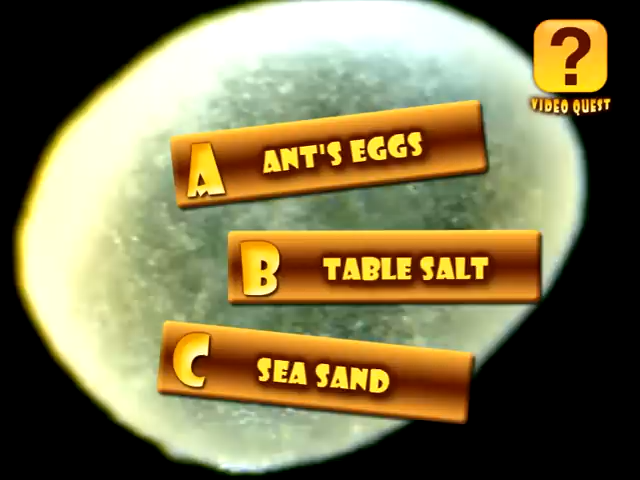 ?
VIDEO QUEST
A ANT'S EGGS
B TABLE SALT
C SEA SAND